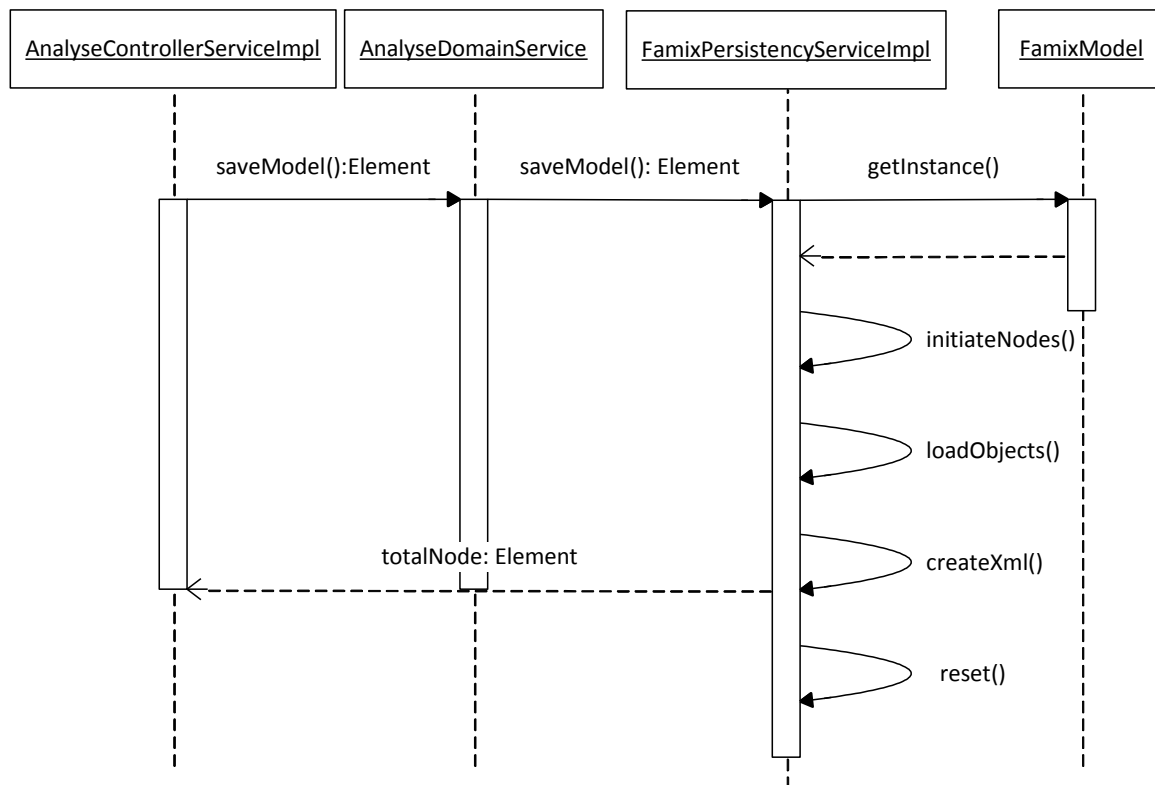 AnalyseControllerServiceImpl
AnalyseDomainService
FamixPersistencyServiceImpl
FamixModel
saveModel():Element
saveModel(): Element
getInstance()
initiateNodes()
loadObjects()
totalNode: Element
createXml()
reset()